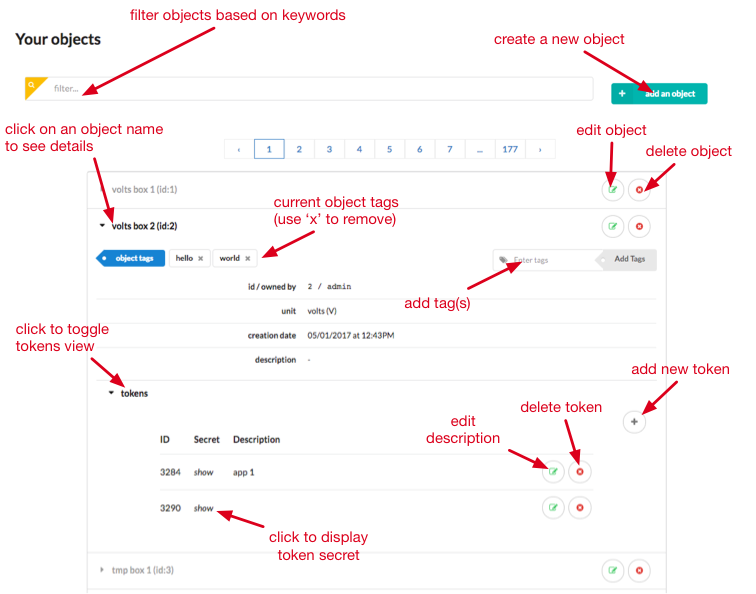 filter objects based on keywords
Your objects
create a new object
filter...
+ add an object
click on an object name
to see details
edit object
delete object
‹ 1 2 3 4 5 6 7 ... 177 ›
volts box 1 (id:1)
current object tags
(use ‘x’ to remove)
volts box 2 (id:2)
object tags hello × world × Enter tags Add Tags
id / owned by 2 / admin
add tag(s)
unit volts (V)
click to toggle
tokens view
creation date 05/01/2017 at 12:43PM
description -
add new token
tokens
delete token
edit
description
+
ID Secret Description
3284 show app 1
3290 show
click to display
token secret
tmp box 1 (id:3)